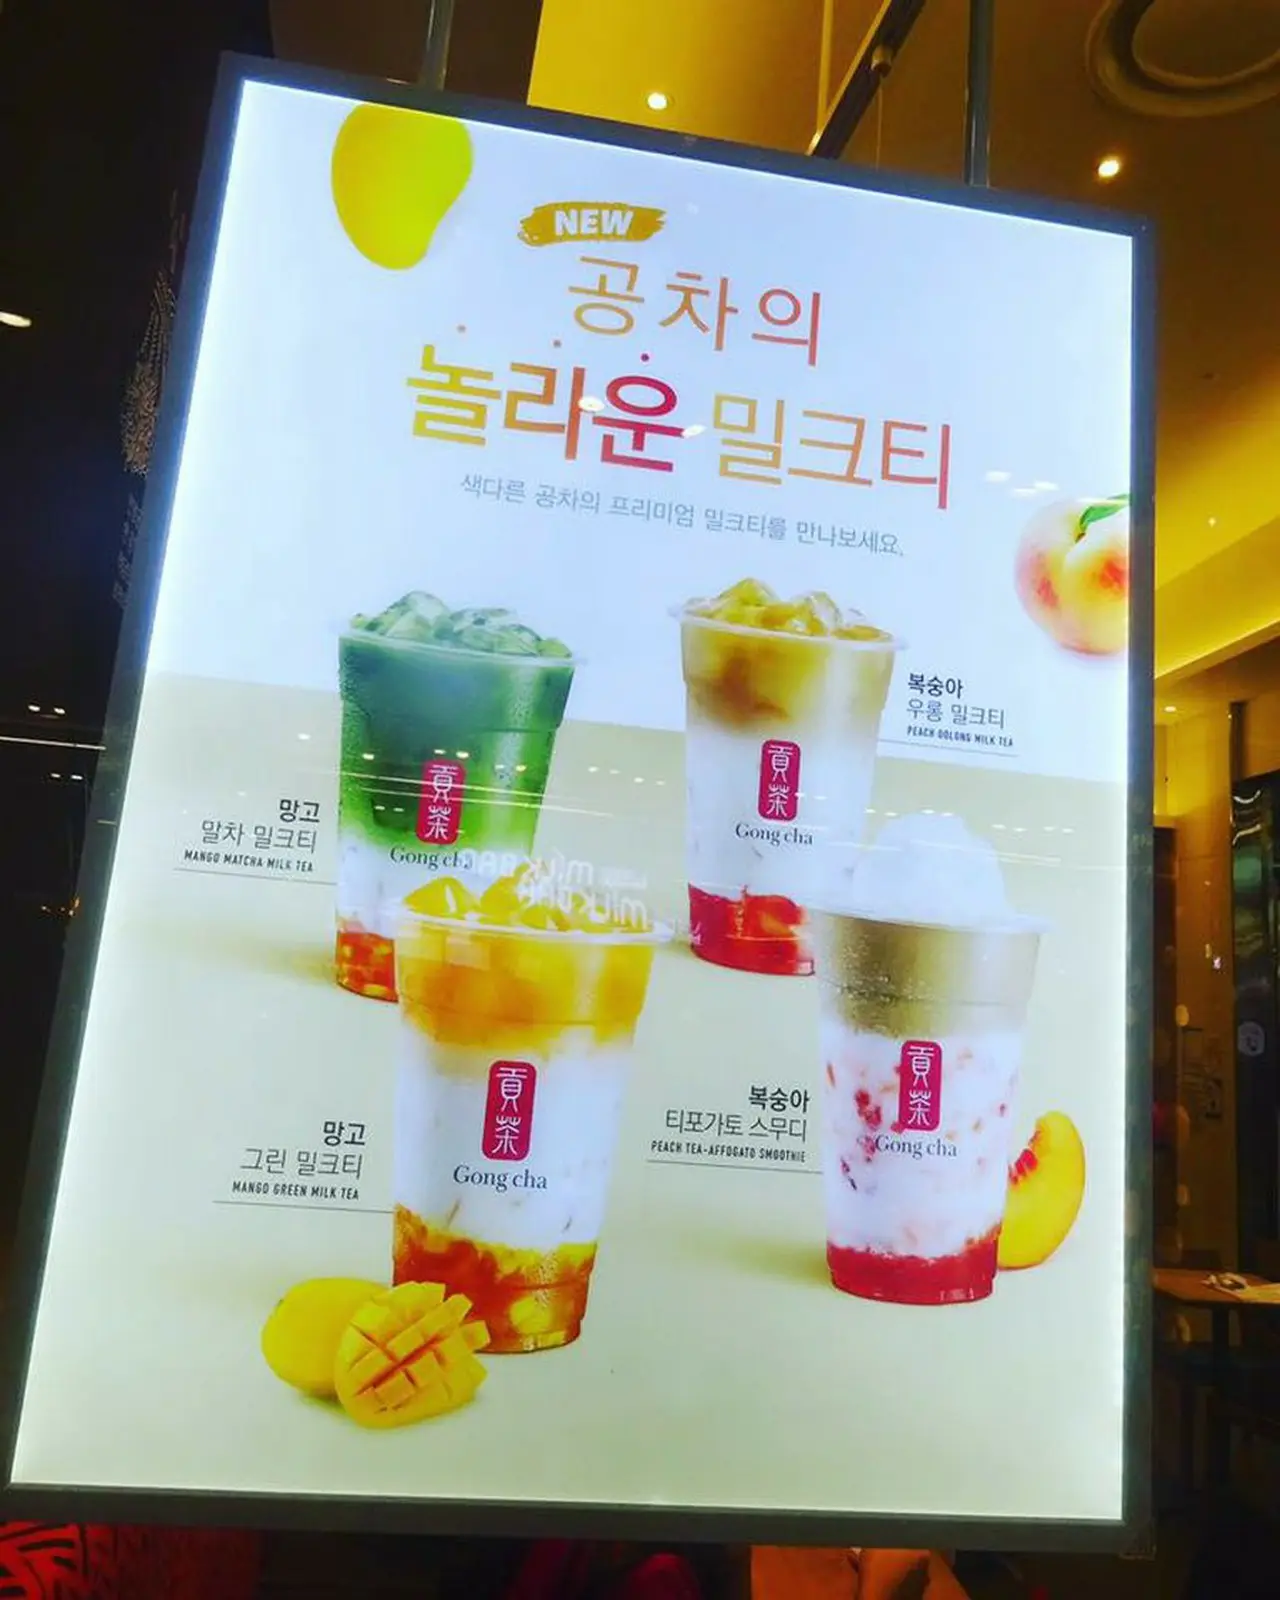 NEW
공차의
놀라운 밀크티
색다른 공차의 프리미엄 밀크티를 만나보세요.
복숭아
우롱 밀크티
PEACH OOLONG MILK TEA
貢茶
Gong cha
망고
말차 밀크티
MANGO MATCHA MILK TEA
貢茶
Gong cha
복숭아
티포가토 스무디
PEACH TEA-AFFOGATO SMOOTHIE
貢茶
Gong cha
망고
그린 밀크티
MANGO GREEN MILK TEA
貢茶
Gong cha